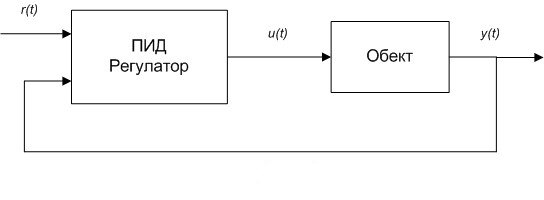 r(t)
ПИД
Регулатор
u(t)
Обект
y(t)